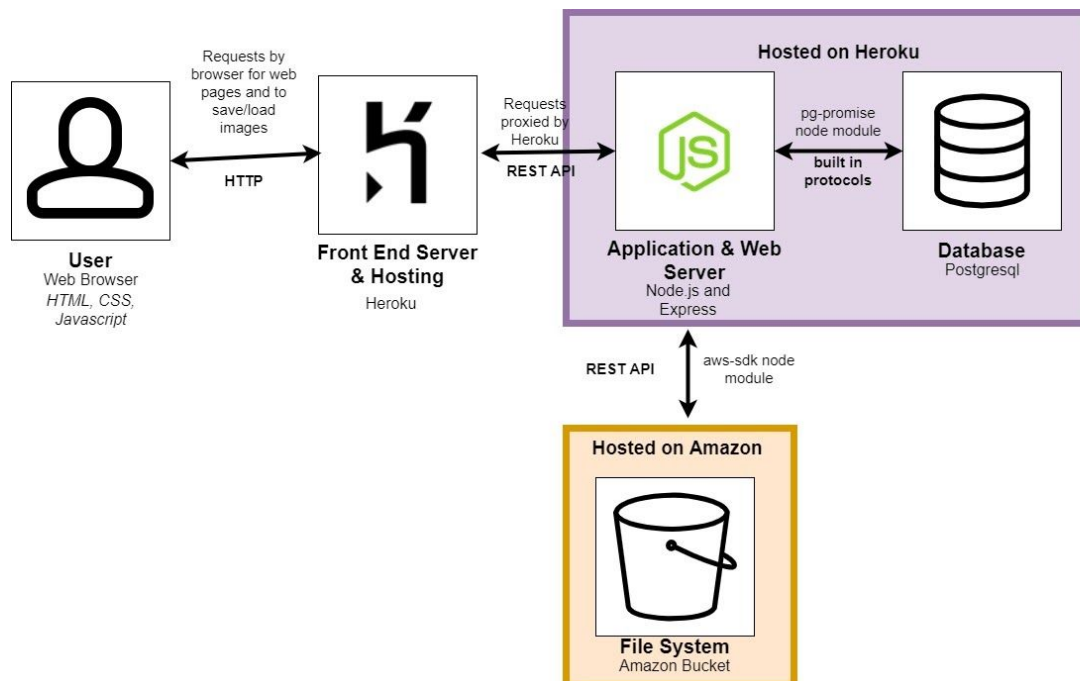 Requests by
browser for web
pages and to
save/load
images
HTTP
User
Web Browser
HTML, CSS,
Javascript
Front End Server
& Hosting
Heroku
Requests
proxied by
Heroku
REST API
Hosted on Heroku
JS
Application & Web
Server
Node.js and
Express
pg-promise
node module
built in
protocols
Database
Postgresql
REST API
aws-sdk node
module
Hosted on Amazon
File System
Amazon Bucket